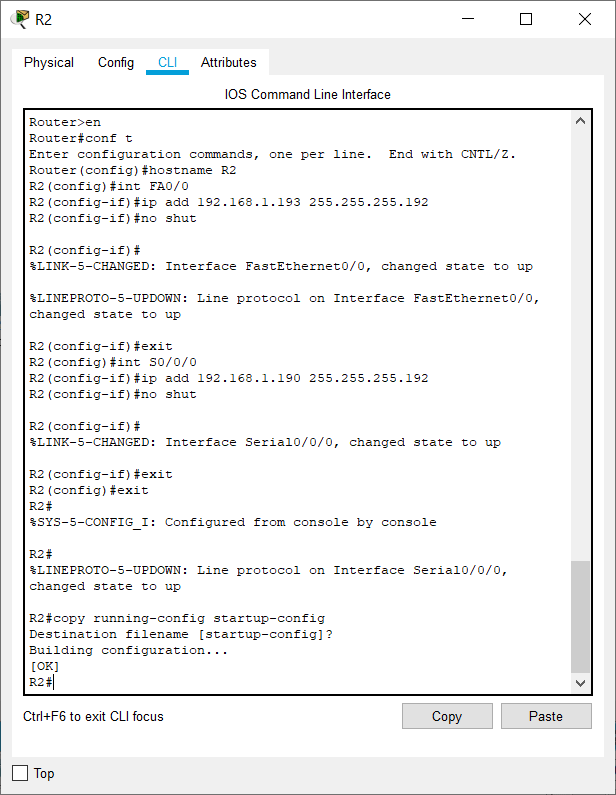 R2
Physical Config CLI Attributes
IOS Command Line Interface
Router>en
Router#conf t
Enter configuration commands, one per line.  End with CNTL/Z.
Router(config)#hostname R2
R2(config)#int FA0/0
R2(config-if)#ip add 192.168.1.193 255.255.255.192
R2(config-if)#no shut
R2(config-if)#
%LINK-5-CHANGED: Interface FastEthernet0/0, changed state to up
%LINEPROTO-5-UPDOWN: Line protocol on Interface FastEthernet0/0,
changed state to up
R2(config-if)#exit
R2(config)#int S0/0/0
R2(config-if)#ip add 192.168.1.190 255.255.255.192
R2(config-if)#no shut
R2(config-if)#
%LINK-5-CHANGED: Interface Serial0/0/0, changed state to up
R2(config-if)#exit
R2(config)#exit
R2#
%SYS-5-CONFIG_I: Configured from console by console
R2#
%LINEPROTO-5-UPDOWN: Line protocol on Interface Serial0/0/0,
changed state to up
R2#copy running-config startup-config
Destination filename [startup-config]?
Building configuration...
[OK]
R2#
Ctrl+F6 to exit CLI focus Copy Paste
Top